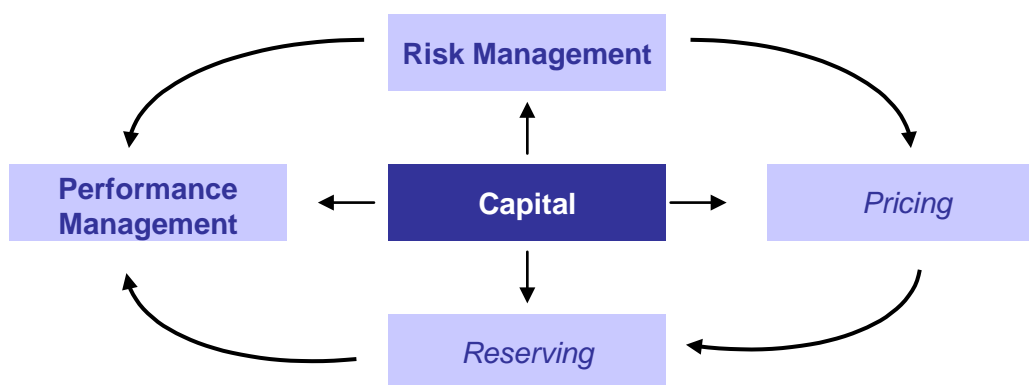 Risk Management
Performance
Management
Capital
Pricing
Reserving